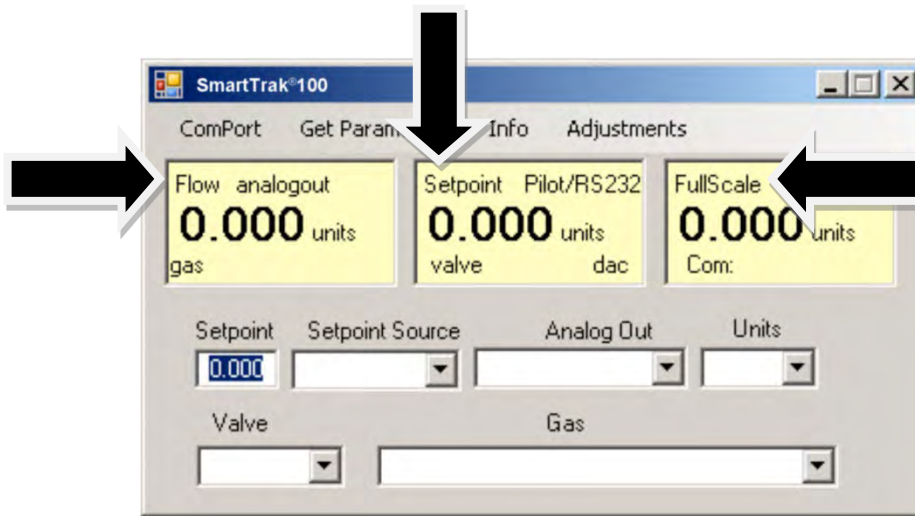 SmartTrak®100
ComPort Get Param Info Adjustments
Flow analogout
0.000 units
gas
Setpoint Pilot/RS232
0.000 units
valve dac
FullScale
0.000 units
Com:
Setpoint Setpoint Source Analog Out Units
0.000
Valve Gas